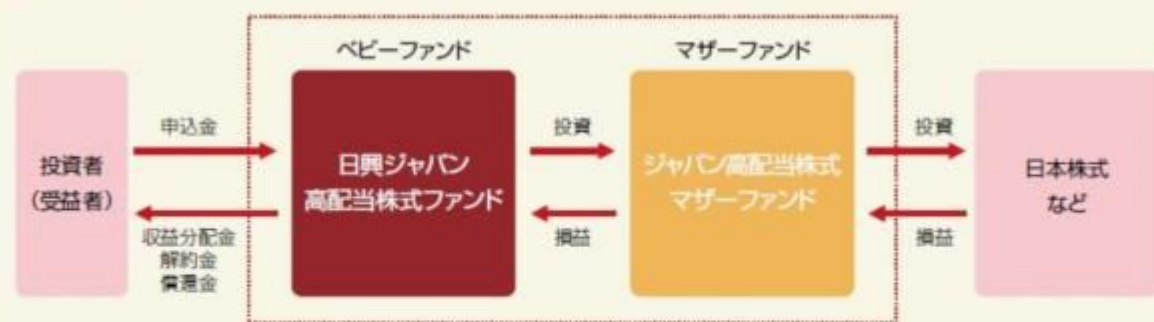 ベビーファンド
マザーファンド
投資者
(受益者)
申込金
収益分配金
解約金
償還金
日興ジャパン
高配当株式ファンド
投資
損益
ジャパン高配当株式
マザーファンド
投資
損益
日本株式
など